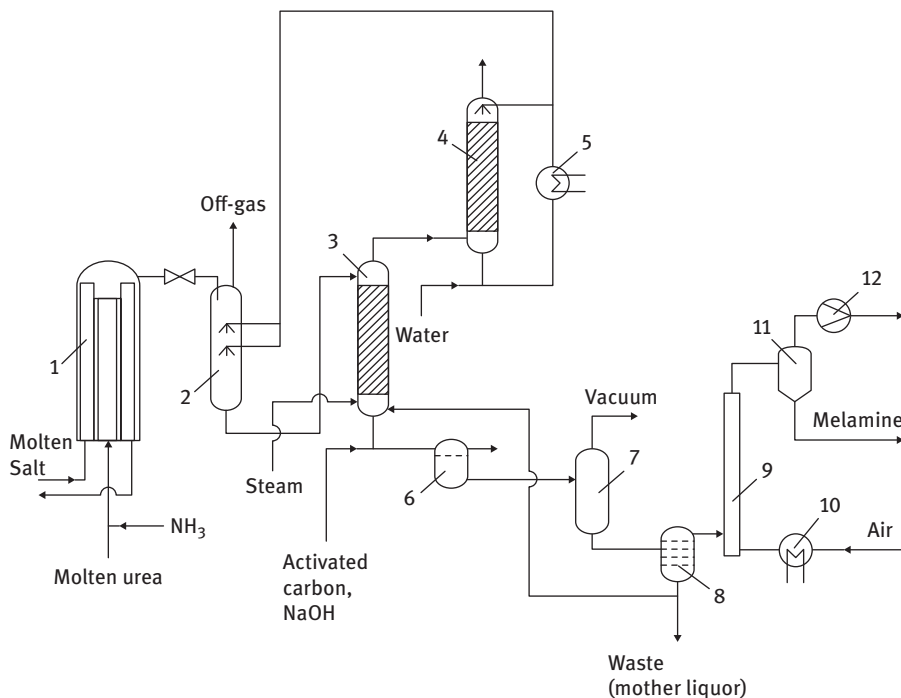 Off-gas
4
5
3
12
Water
11
1
2
Vacuum
Molten
Salt
Melamine
7
6
9
Steam
10
NH3
Air
Activated
carbon,
NaOH
Molten urea
8
Waste
(mother liquor)